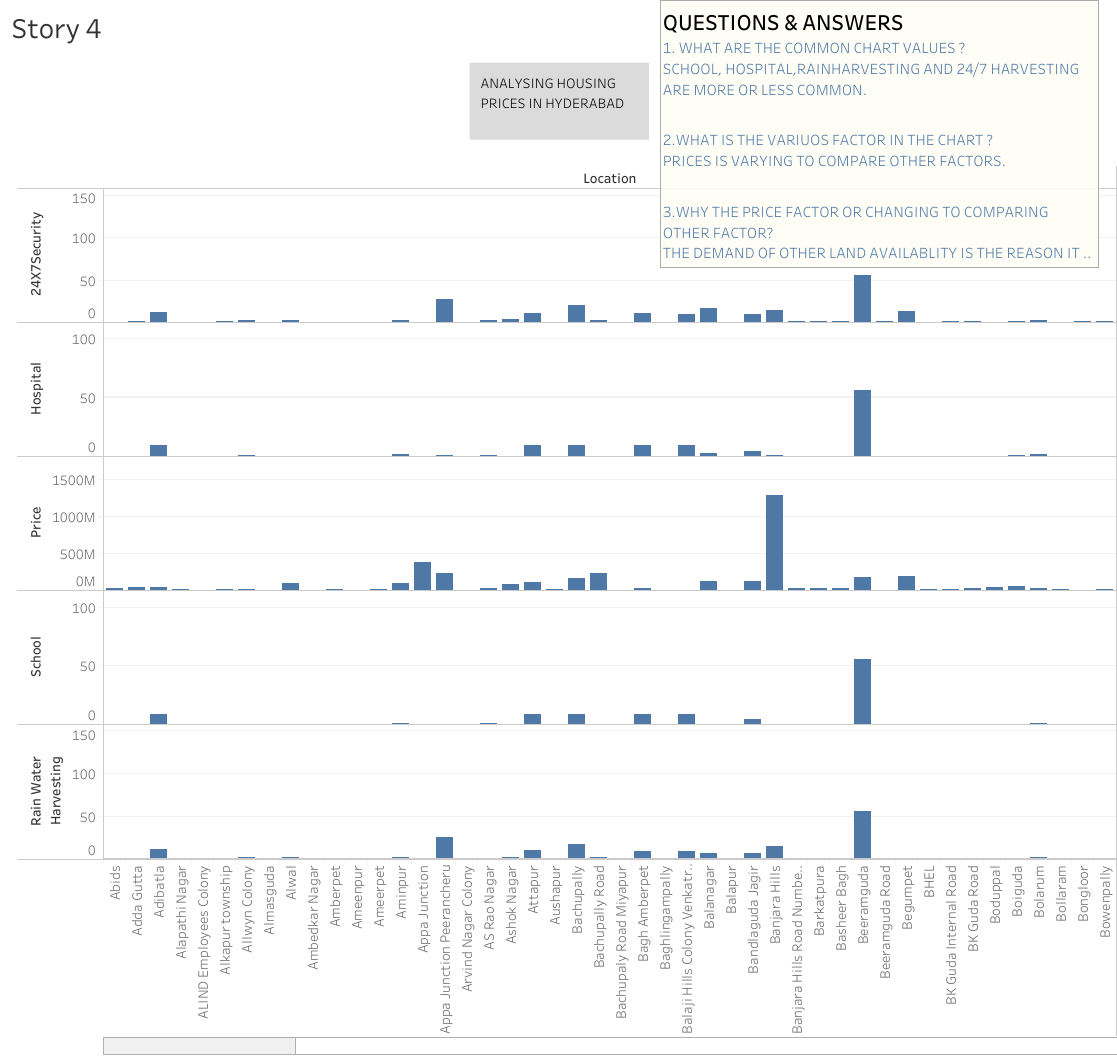 Story 4
QUESTIONS & ANSWERS
1. WHAT ARE THE COMMON CHART VALUES ?
SCHOOL, HOSPITAL,RAINHARVESTING AND 24/7 HARVESTING
ARE MORE OR LESS COMMON.
2.WHAT IS THE VARIUOS FACTOR IN THE CHART ?
PRICES IS VARYING TO COMPARE OTHER FACTORS.
3.WHY THE PRICE FACTOR OR CHANGING TO COMPARING
OTHER FACTOR?
THE DEMAND OF OTHER LAND AVAILABLITY IS THE REASON IT ..
ANALYSING HOUSING
PRICES IN HYDERABAD
Location
24X7Security
150
100
50
0
Hospital
100
50
0
Price
1500M
1000M
500M
0M
School
100
50
0
Rain Water
Harvesting
150
100
50
0
Abids
Adda Gutta
Adibatla
Alapathi Nagar
ALIND Employees Colony
Alkapur township
Allwyn Colony
Almasguda
Alwal
Ambedkar Nagar
Amberpet
Ameenpur
Ameerpet
Aminpur
Appa Junction
Appa Junction Peerancheru
Arvind Nagar Colony
AS Rao Nagar
Ashok Nagar
Attapur
Aushapur
Bachupally
Bachupally Road
Bachupaly Road Miyapur
Bagh Amberpet
Baghlingampally
Balaji Hills Colony Venkatr..
Balanagar
Balapur
Bandlaguda Jagir
Banjara Hills
Banjara Hills Road Numbe..
Barkatpura
Basheer Bagh
Beeramguda
Beeramguda Road
Begumpet
BHEL
BK Guda Internal Road
BK Guda Road
Boduppal
Boiguda
Bolarum
Bollaram
Bongloor
Bowenpally